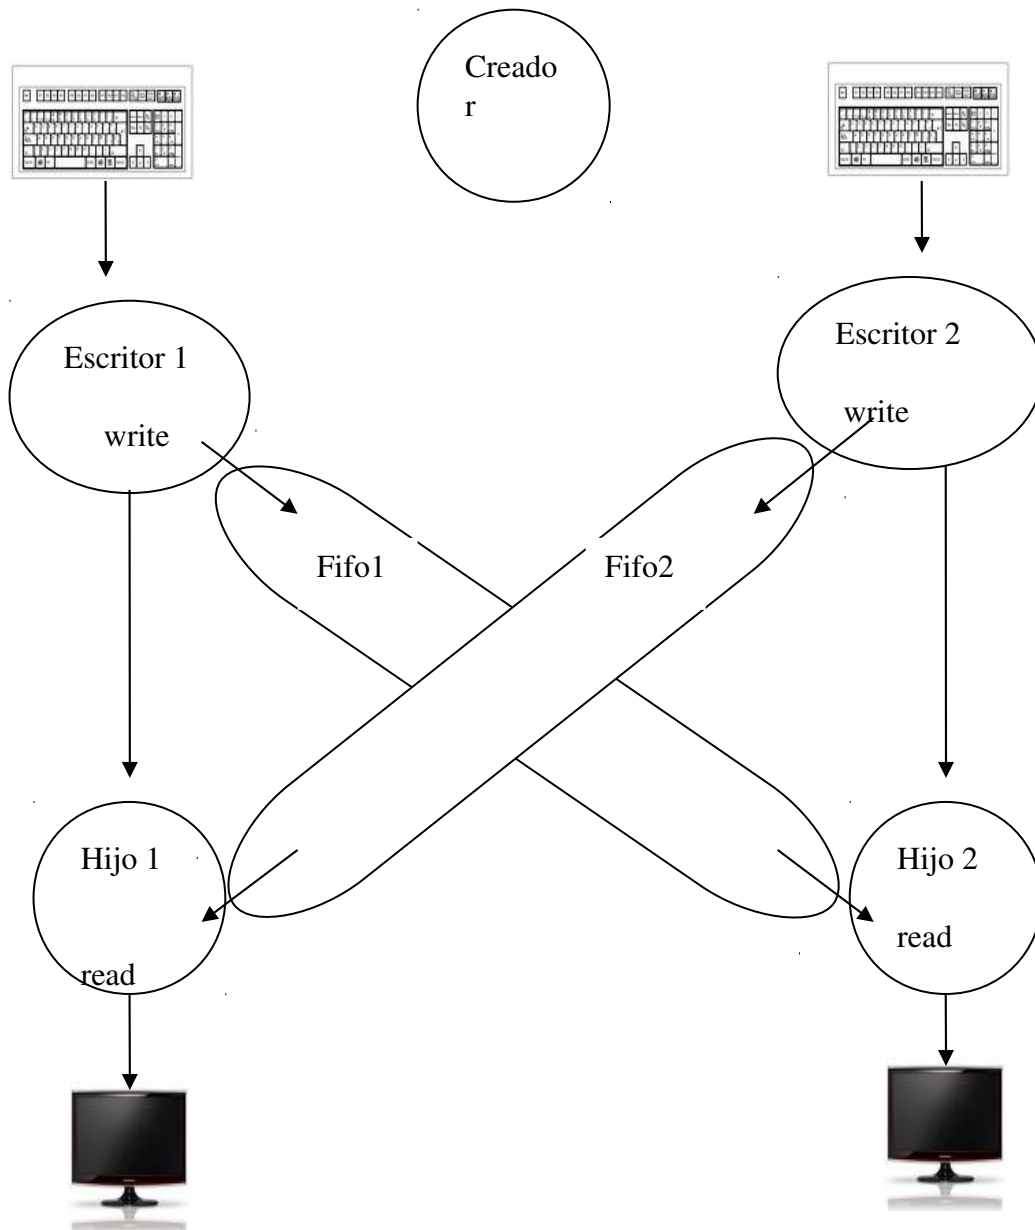 Creado
r
Escritor 1
write
Escritor 2
write
Fifo1
Fifo2
Hijo 1
read
Hijo 2
read